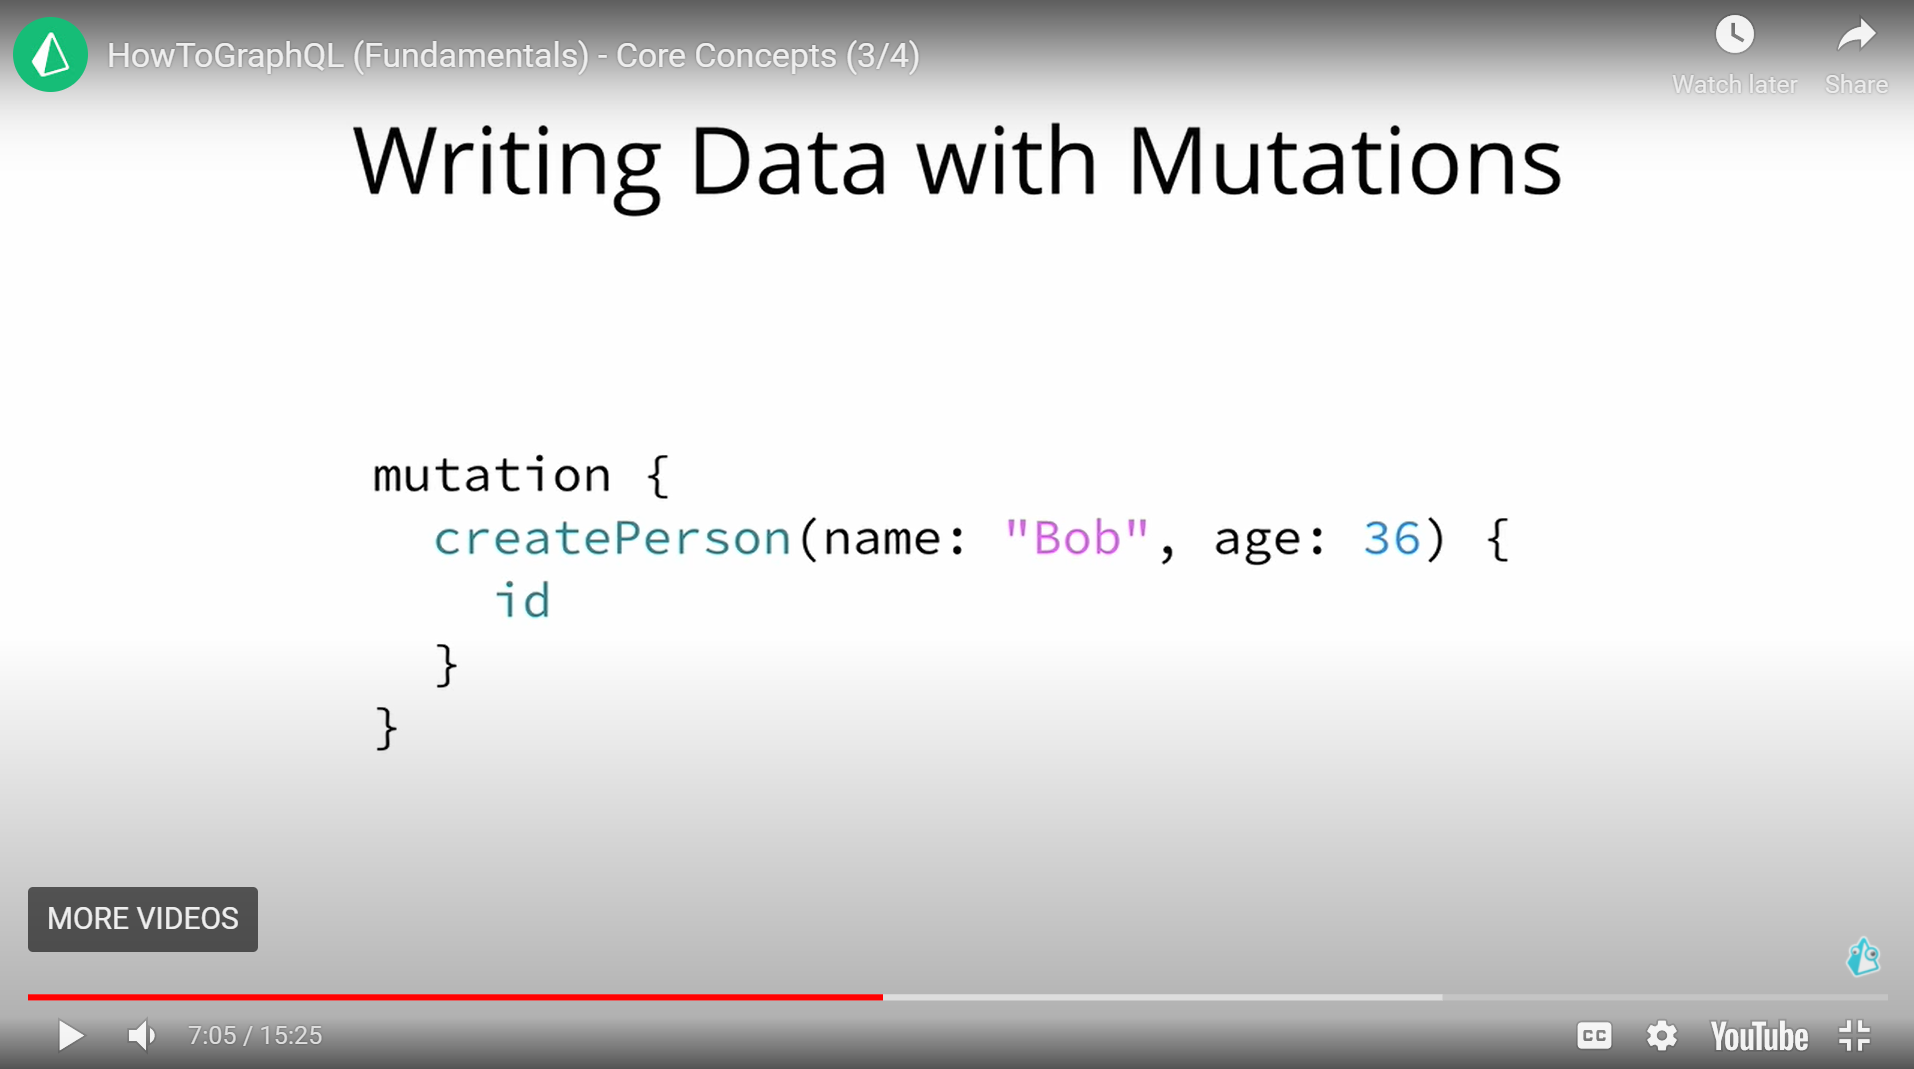 HowToGraphQL (Fundamentals) - Core Concepts (3/4)
Watch later
Share
Writing Data with Mutations
mutation {
  createPerson(name: "Bob", age: 36) {
    id
  }
}
MORE VIDEOS
7:05 / 15:25
CC
YouTube